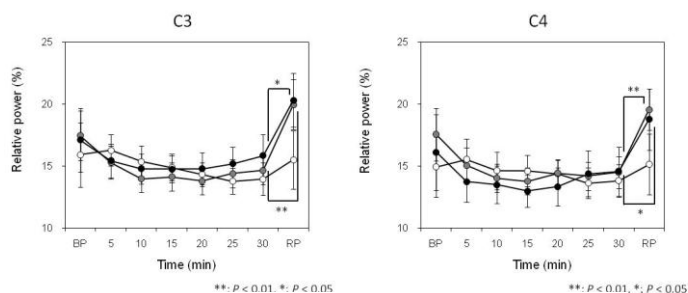 C3
C4
25
20
15
10
Relative power (%)
*
**
BP 5 10 15 20 25 30 RP
Time (min)
**: P < 0.01, *: P < 0.05
25
20
15
10
Relative power (%)
**
*
BP 5 10 15 20 25 30 RP
Time (min)
**: P < 0.01, *: P < 0.05